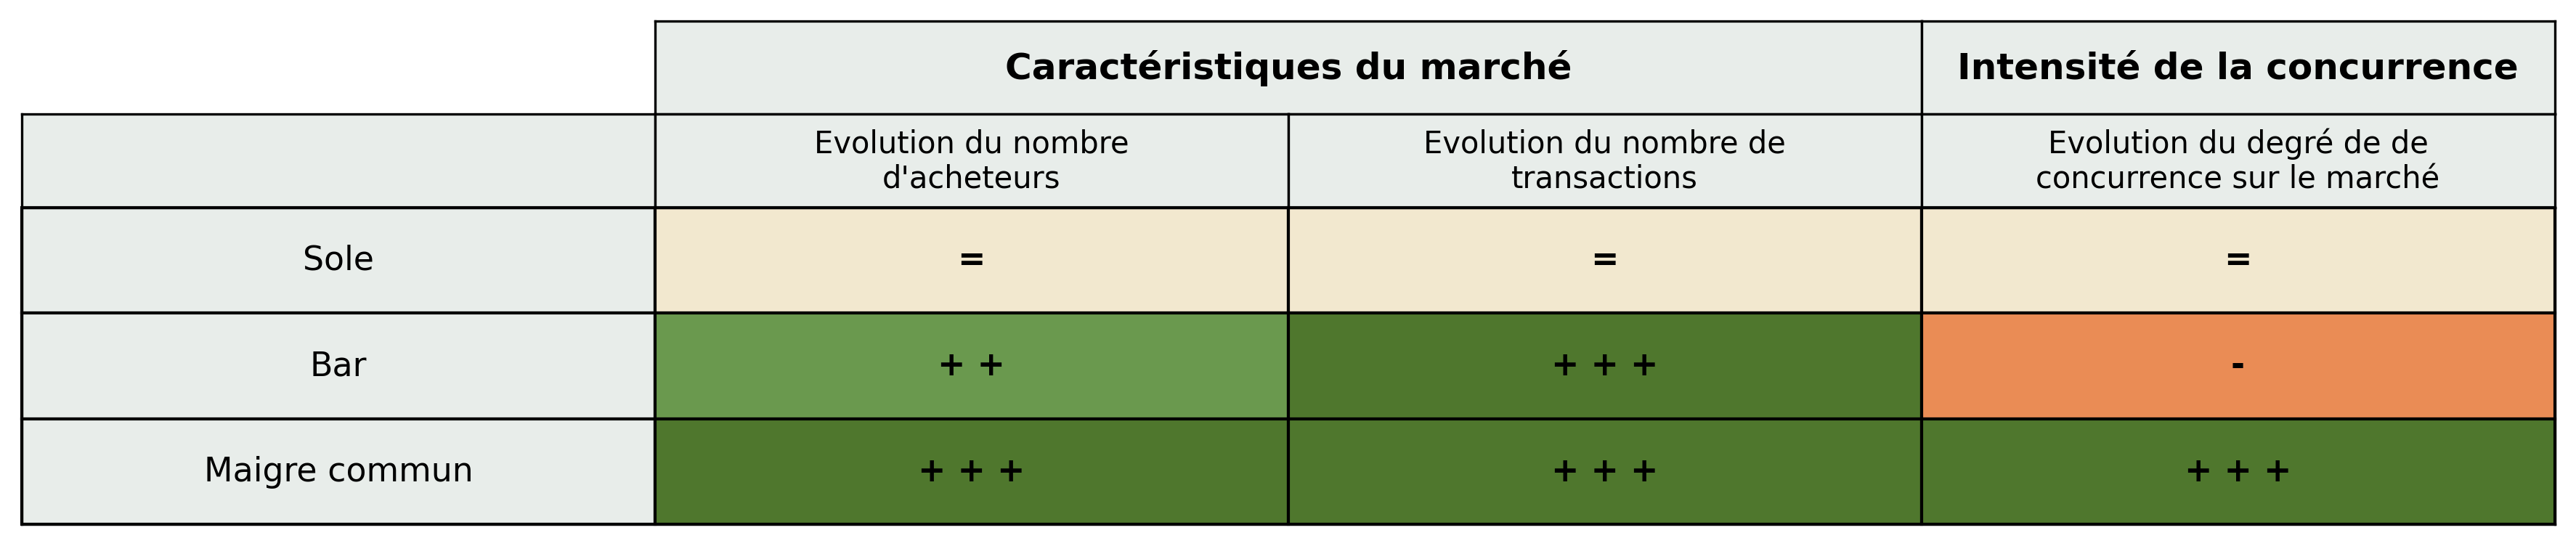 Caractéristiques du marché
Intensité de la concurrence
Evolution du nombre
d'acheteurs
Evolution du nombre de
transactions
Evolution du degré de de
concurrence sur le marché
Sole
=
=
=
Bar
+ +
+ + +
-
Maigre commun
+ + +
+ + +
+ + +